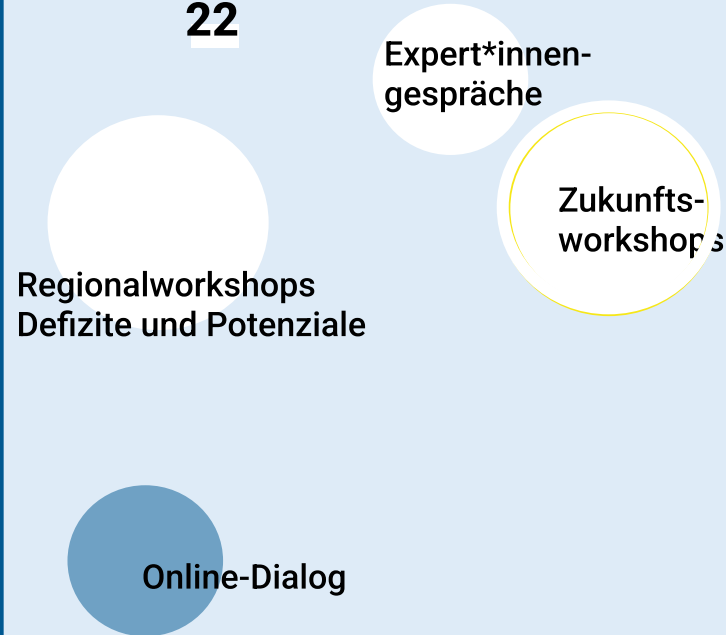 22
Expert*innen-
gespräche
Zukunfts-
workshops
Regionalworkshops
Defizite und Potenziale
Online-Dialog